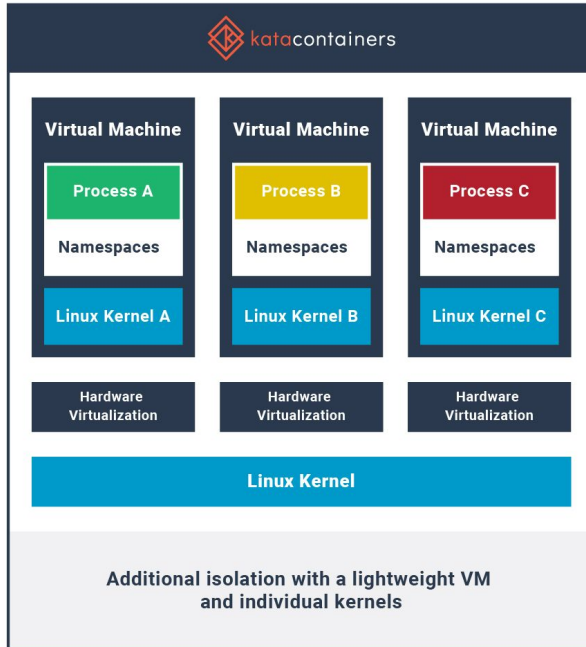 katacontainers
Virtual Machine
Process A
Namespaces
Linux Kernel A
Virtual Machine
Process B
Namespaces
Linux Kernel B
Virtual Machine
Process C
Namespaces
Linux Kernel C
Hardware
Virtualization
Hardware
Virtualization
Hardware
Virtualization
Linux Kernel
Additional isolation with a lightweight VM
and individual kernels